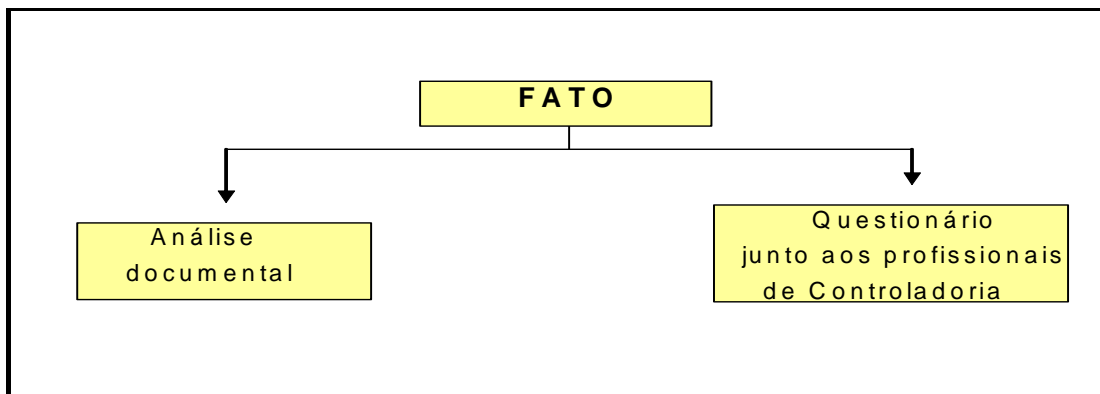 FATO
Análise
documental
Questionário
junto aos profissionais
de Controladoria